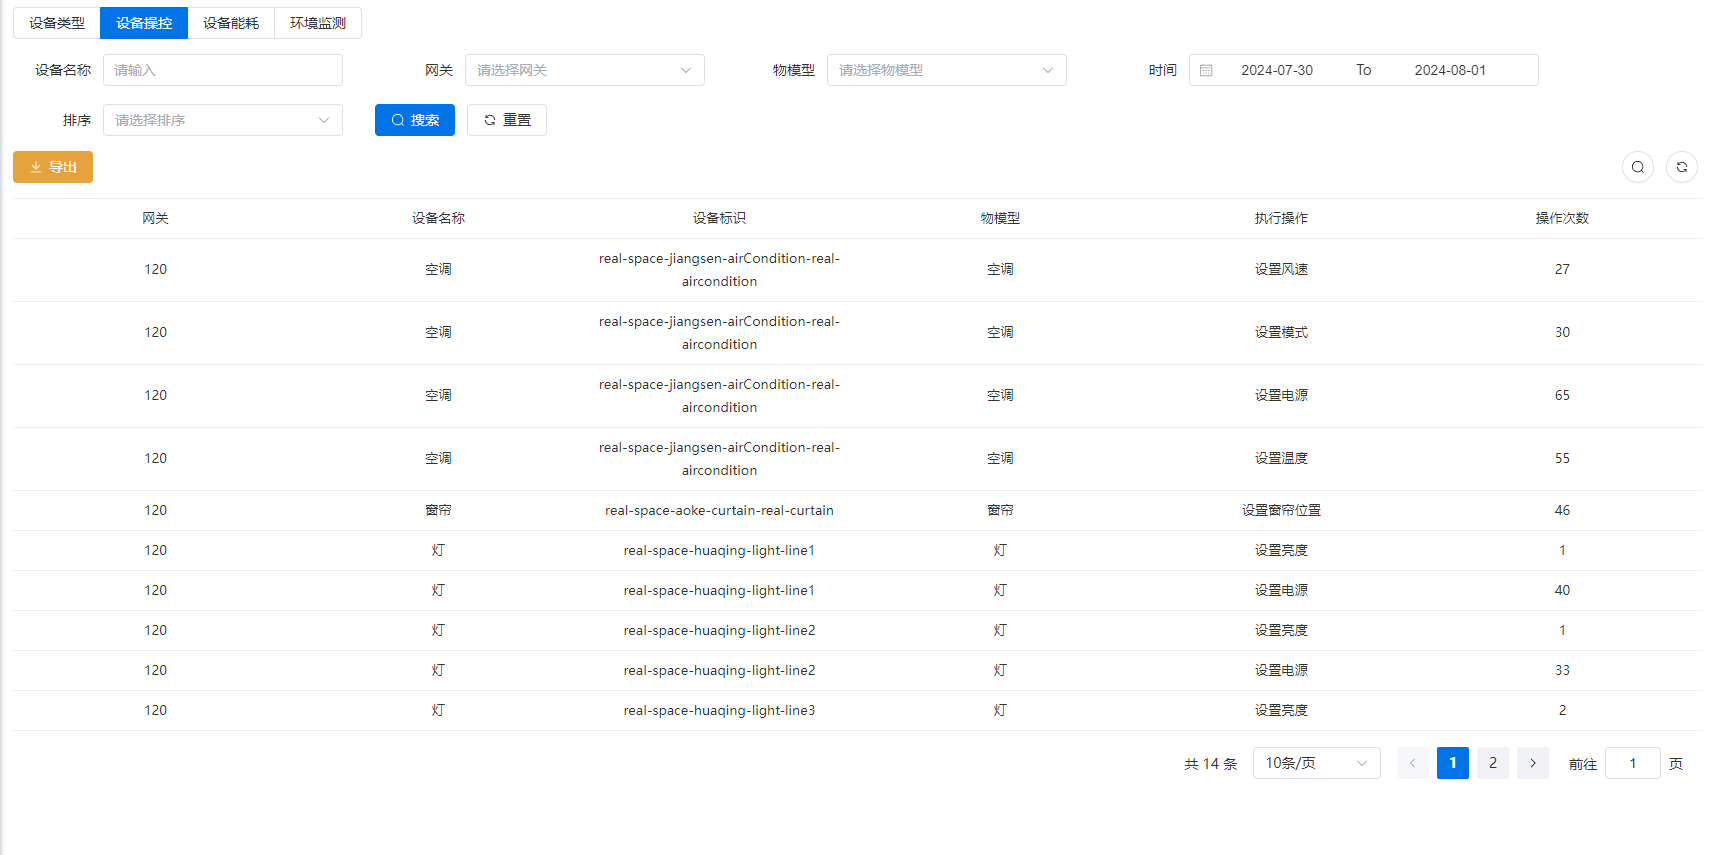 设备类型 设备操控 设备能耗 环境监测
设备名称 请输入 网关 请选择网关 物模型 请选择物模型 时间 2024-07-30 To 2024-08-01
排序 请选择排序 搜索 重置
导出
网关 设备名称 设备标识 物模型 执行操作 操作次数
120 空调 real-space-jiangsen-airCondition-real-aircondition 空调 设置风速 27
120 空调 real-space-jiangsen-airCondition-real-aircondition 空调 设置模式 30
120 空调 real-space-jiangsen-airCondition-real-aircondition 空调 设置电源 65
120 空调 real-space-jiangsen-airCondition-real-aircondition 空调 设置温度 55
120 窗帘 real-space-aoke-curtain-real-curtain 窗帘 设置窗帘位置 46
120 灯 real-space-huaqing-light-line1 灯 设置亮度 1
120 灯 real-space-huaqing-light-line1 灯 设置电源 40
120 灯 real-space-huaqing-light-line2 灯 设置亮度 1
120 灯 real-space-huaqing-light-line2 灯 设置电源 33
120 灯 real-space-huaqing-light-line3 灯 设置亮度 2
共 14 条 10条/页 1 2 前往 1 页